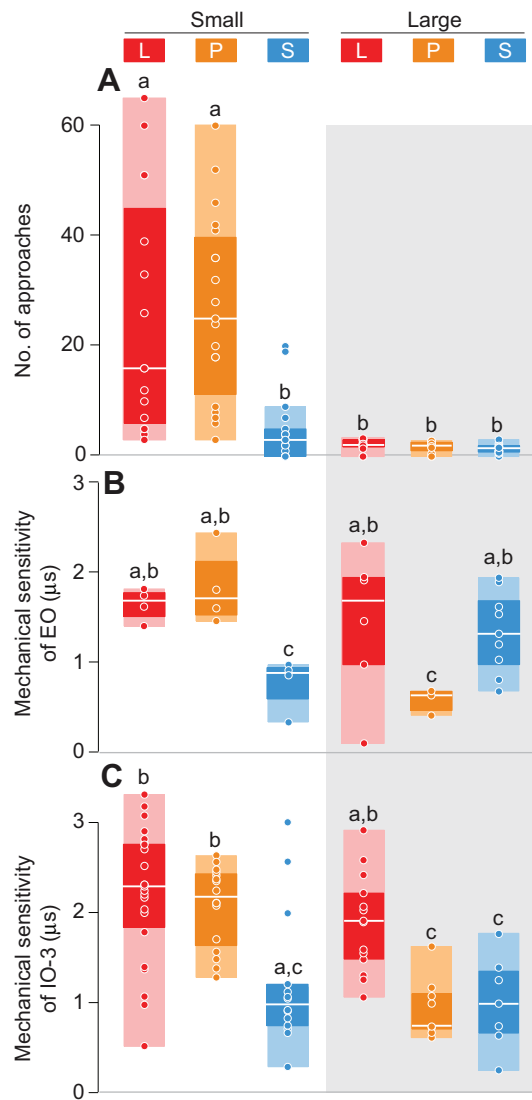 Small Large
L P S L P S
A
No. of approaches
60
40
20
0
a a b b b b
B
Mechanical sensitivity
of EO (μs)
3
2
1
0
a,b a,b c a,b c a,b
C
Mechanical sensitivity
of IO-3 (μs)
3
2
1
0
b b a,c a,b c c